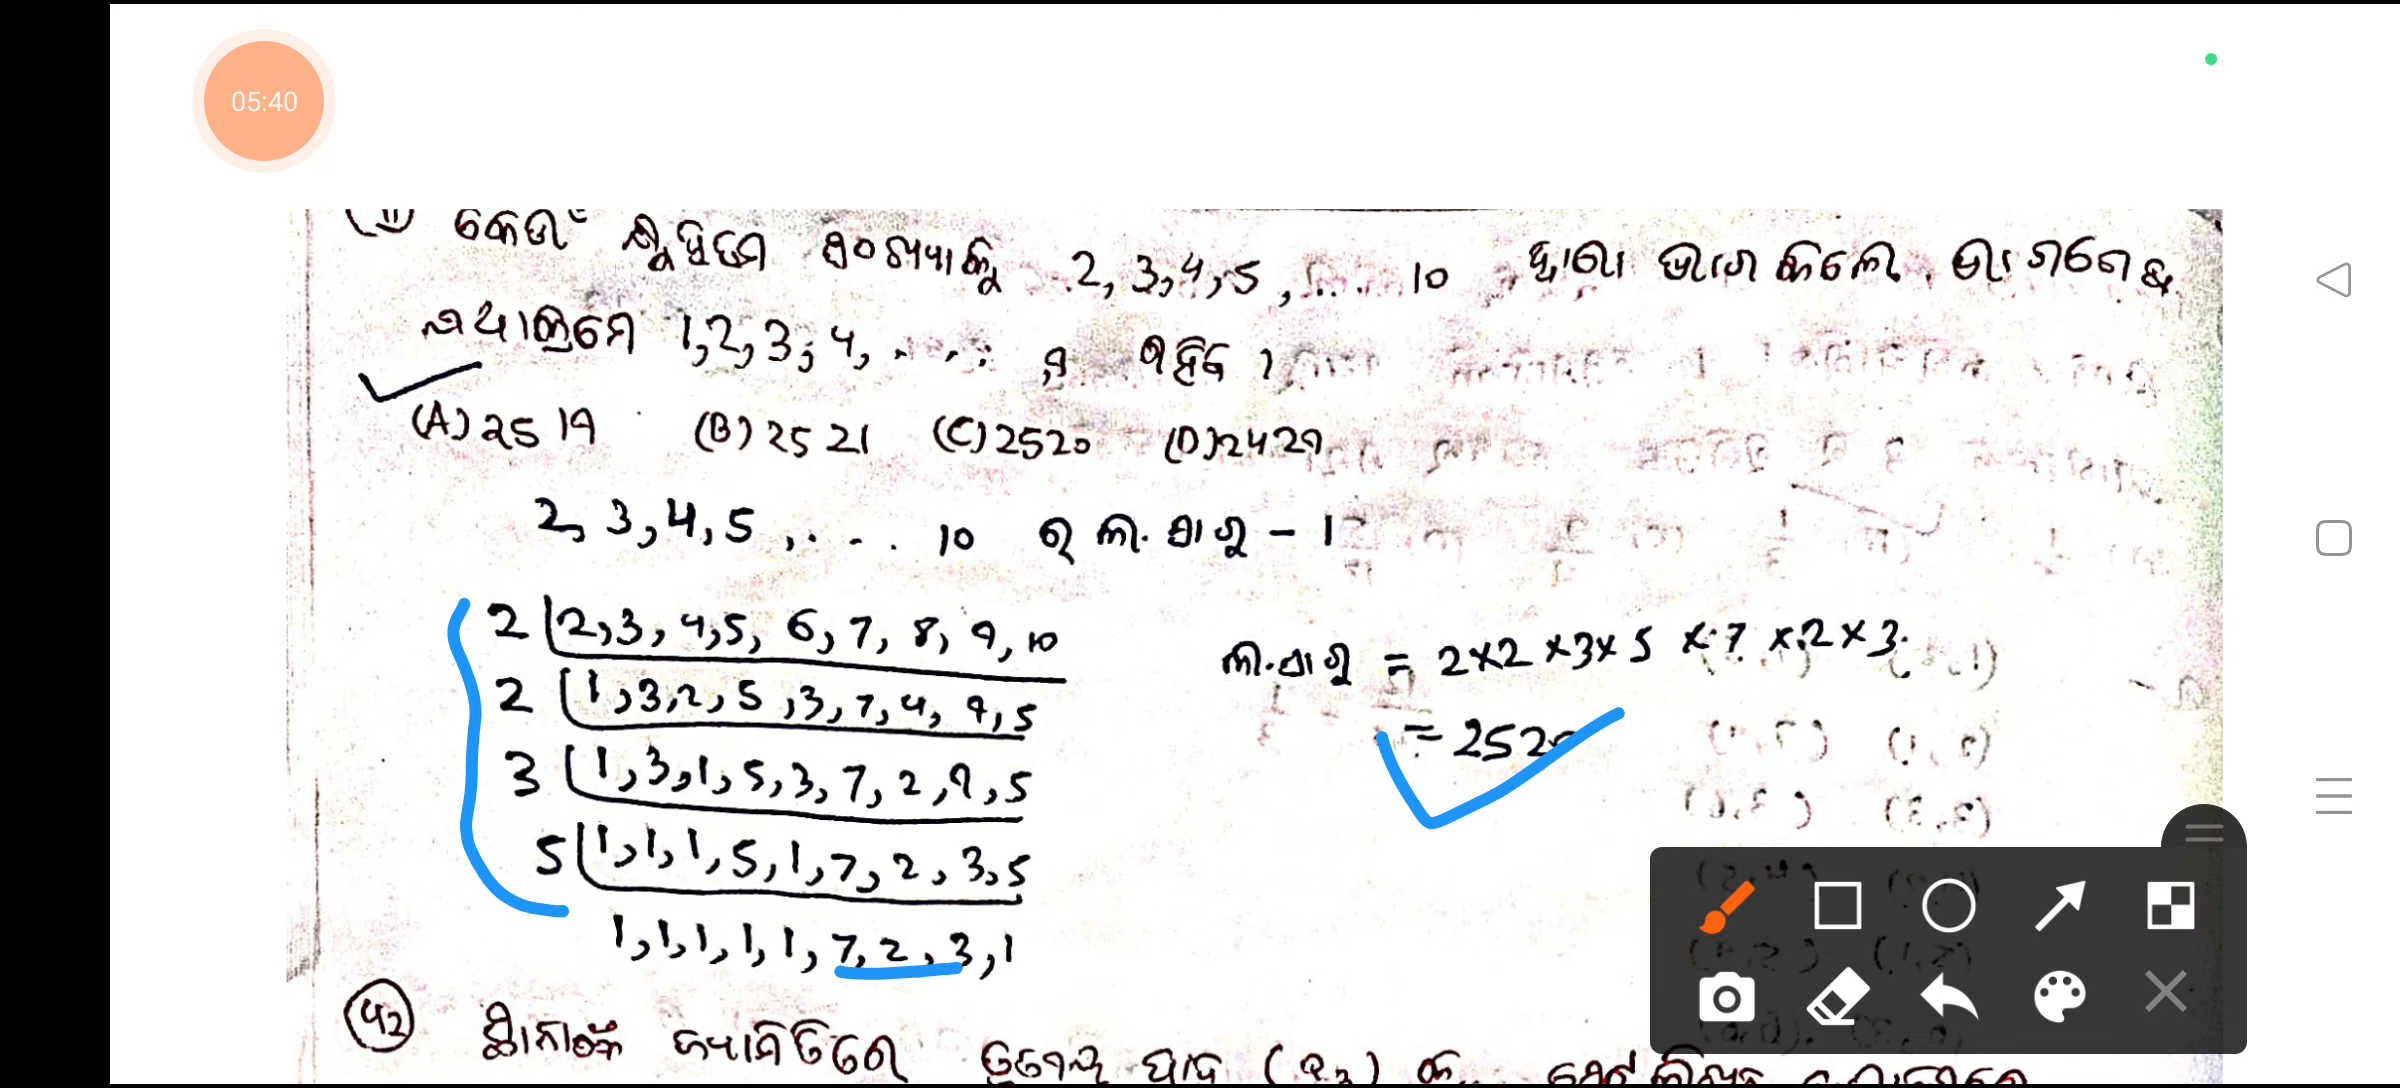 05:40
କେଉଁ କ୍ଷୁଦ୍ରତମ ସଂଖ୍ୟାକୁ 2, 3,4,5 ,.... 10 ଦ୍ୱାରା ଭାଗ କଲେ ଭାଗଶେଷ
ଯଥାକ୍ରମେ 1,2,3,4, ..... ୨ ରହିବ ।
(A) 2519 (B) 2521 (C) 2520 (D) 2429
2, 3,4,5 ,.... 10 ର ଲ.ସା.ଗୁ - 1
2 2,3,4,5, 6,7, 8, 9,10
2 1,3,2,5,3,7,4, 9,5
3 1,3,1,5,3,7,2,9,5
5 1,1,1,5,1,7,2,3,5
1,1,1,1,1,7,2,3,1
ଲ.ସା.ଗୁ = 2×2×3×5×7×2×3
= 2520
42 ସ୍ଥାନାଙ୍କ ଜ୍ୟାମିତିରେ